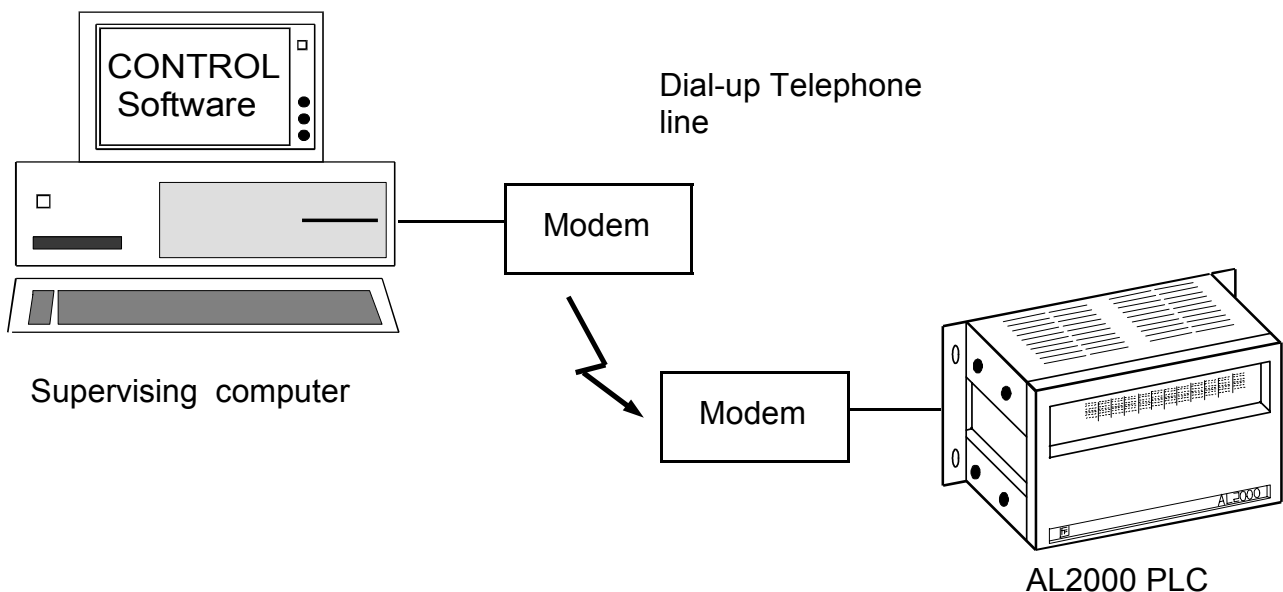 CONTROL
Software
Dial-up Telephone
line
Modem
Supervising computer
Modem
AL2000
AL2000 PLC